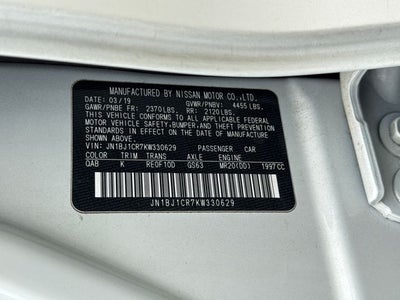 MANUFACTURED BY NISSAN MOTOR CO.,LTD.
DATE: 03/19 GVWR/PNBV: 4455 LBS.
GAWR/PNBE FR: 2370LBS. RR: 2120LBS.
THIS VEHICLE CONFORMS TO ALL APPLICABLE FEDERAL
MOTOR VEHICLE SAFETY, BUMPER, AND THEFT PREVENTION
STANDARDS IN EFFECT ON THE DATE OF MANUFACTURE
SHOWN ABOVE.
VIN: JN1BJ1CR7KW330629 PASSENGER CAR
COLOR TRIM TRANS AXLE ENGINE
QAB K RE0F10D GS63 MR20(DD) 1997 CC
JN1BJ1CR7KW330629